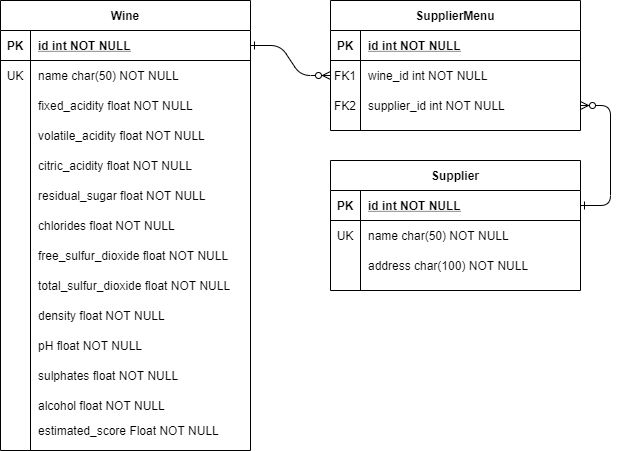 Wine
PK id int NOT NULL
UK name char(50) NOT NULL
fixed_acidity float NOT NULL
volatile_acidity float NOT NULL
citric_acidity float NOT NULL
residual_sugar float NOT NULL
chlorides float NOT NULL
free_sulfur_dioxide float NOT NULL
total_sulfur_dioxide float NOT NULL
density float NOT NULL
pH float NOT NULL
sulphates float NOT NULL
alcohol float NOT NULL
estimated_score Float NOT NULL
SupplierMenu
PK id int NOT NULL
FK1 wine_id int NOT NULL
FK2 supplier_id int NOT NULL
Supplier
PK id int NOT NULL
UK name char(50) NOT NULL
address char(100) NOT NULL